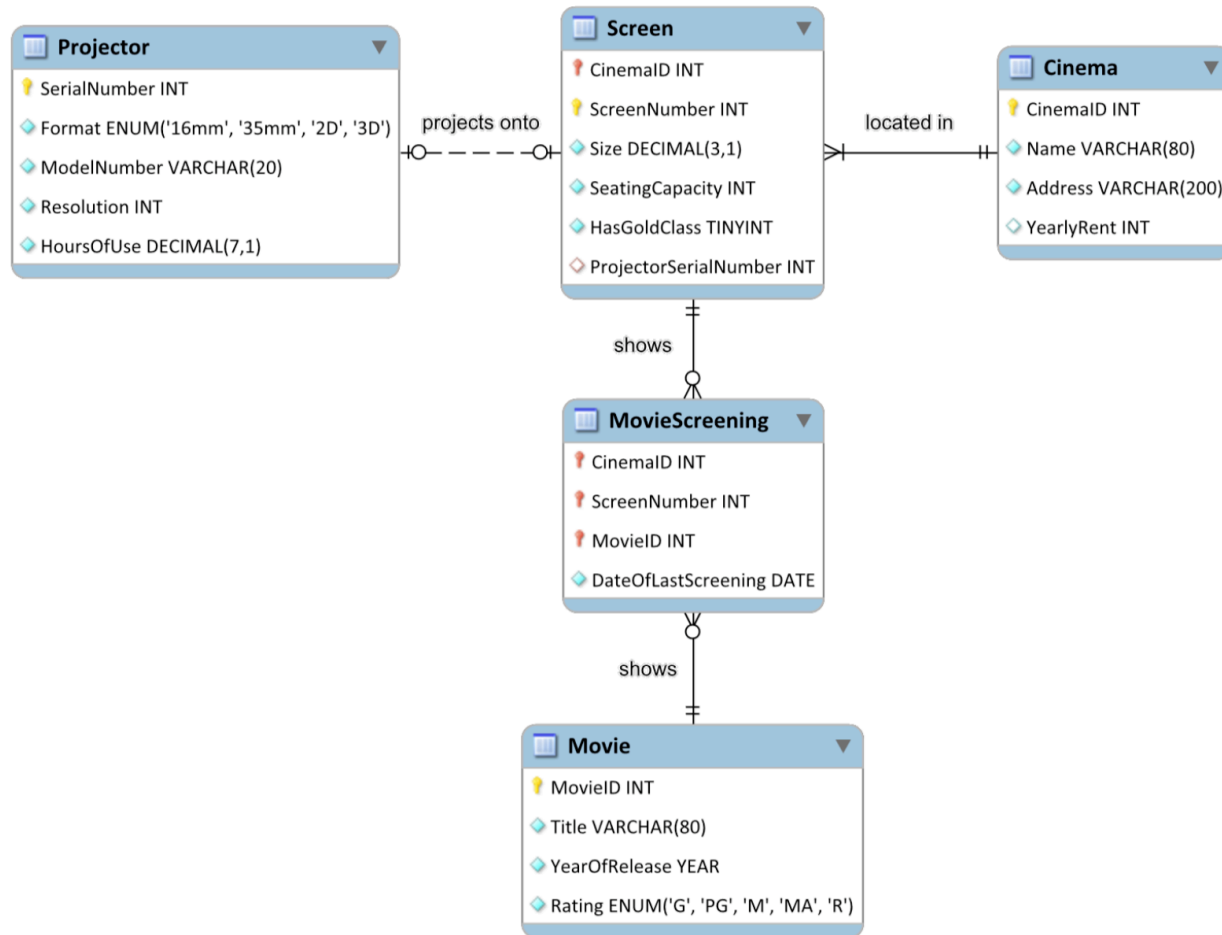 Projector
SerialNumber INT
Format ENUM('16mm', '35mm', '2D', '3D')
ModelNumber VARCHAR(20)
Resolution INT
HoursOfUse DECIMAL(7,1)
projects onto
Screen
CinemaID INT
ScreenNumber INT
Size DECIMAL(3,1)
SeatingCapacity INT
HasGoldClass TINYINT
ProjectorSerialNumber INT
located in
Cinema
CinemaID INT
Name VARCHAR(80)
Address VARCHAR(200)
YearlyRent INT
shows
MovieScreening
CinemaID INT
ScreenNumber INT
MovieID INT
DateOfLastScreening DATE
shows
Movie
MovieID INT
Title VARCHAR(80)
YearOfRelease YEAR
Rating ENUM('G', 'PG', 'M', 'MA', 'R')